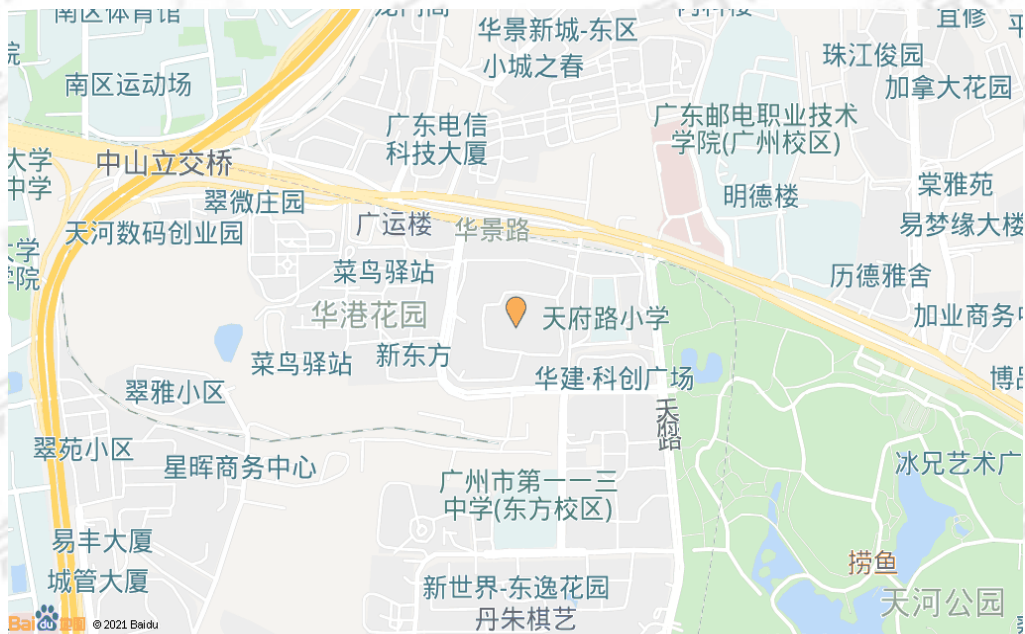 南区体育馆
华景新城-东区
宜修
小城之春
珠江俊园
南区运动场
加拿大花园
广东邮电职业技术
学院(广州校区)
广东电信
科技大厦
大学
中学
中山立交桥
棠雅苑
明德楼
翠微庄园
广运楼
华景路
易梦缘大楼
天河数码创业园
学院
菜鸟驿站
历德雅舍
华港花园
天府路小学
加业商务中
新东方
菜鸟驿站
华建·科创广场
博品
翠雅小区
天府路
翠苑小区
星晖商务中心
冰兄艺术广
广州市第一一三
中学(东方校区)
易丰大厦
捞鱼
城管大厦
新世界-东逸花园
天河公园
丹朱棋艺
Baidu 地图 © 2021 Baidu